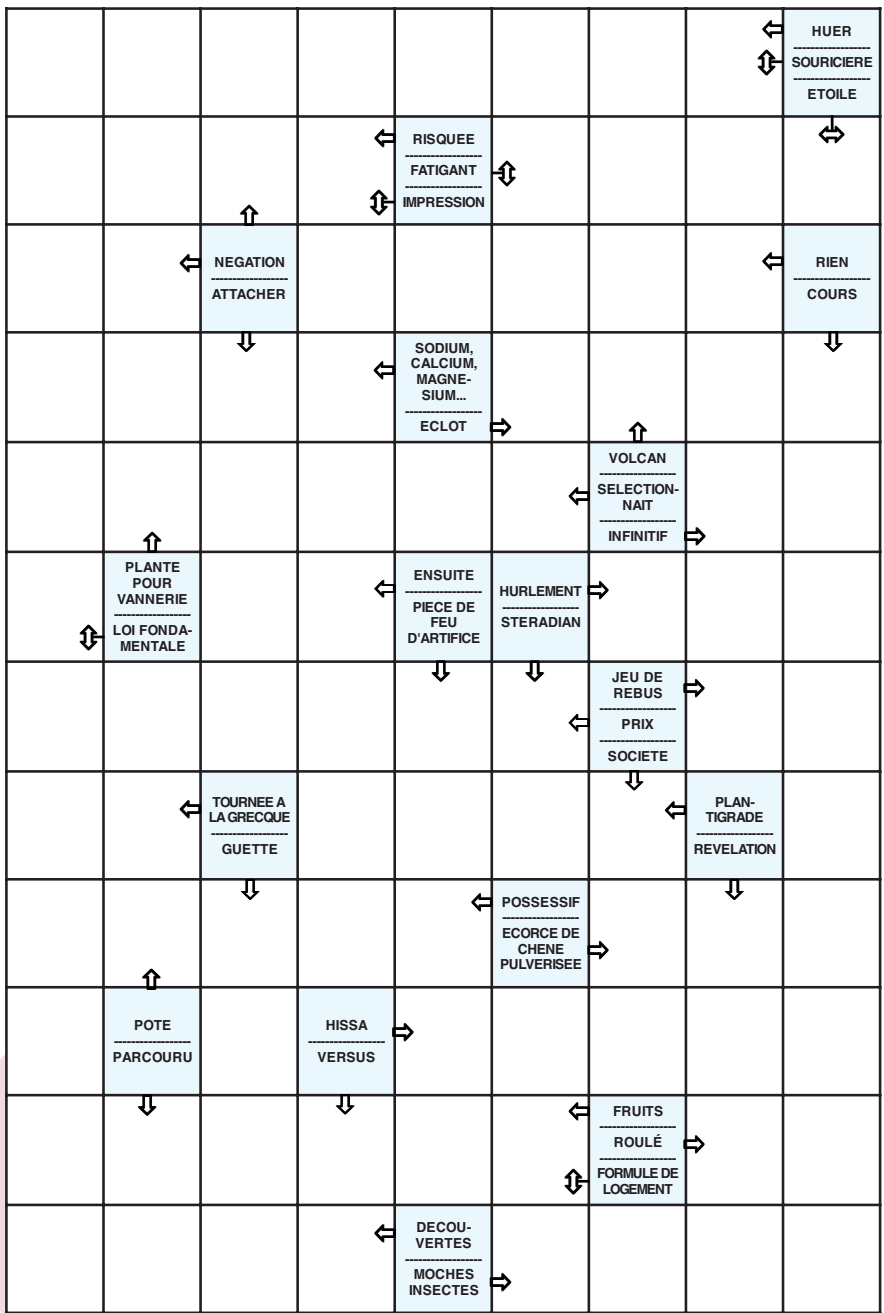 HUER
SOURICIERE
ETOILE
RISQUEE
FATIGANT
IMPRESSION
NEGATION
ATTACHER
RIEN
COURS
SODIUM,
CALCIUM,
MAGNE-
SIUM...
ECLOT
VOLCAN
SELECTION-
NAIT
INFINITIF
PLANTE
POUR
VANNERIE
LOI FONDA-
MENTALE
ENSUITE
PIECE DE
FEU
D'ARTIFICE
HURLEMENT
STERADIAN
JEU DE
REBUS
PRIX
SOCIETE
TOURNEE A
LA GRECQUE
GUETTE
PLAN-
TIGRADE
REVELATION
POSSESSIF
ECORCE DE
CHENE
PULVERISEE
POTE
PARCOURU
HISSA
VERSUS
FRUITS
ROULÉ
FORMULE DE
LOGEMENT
DECOU-
VERTES
MOCHES
INSECTES